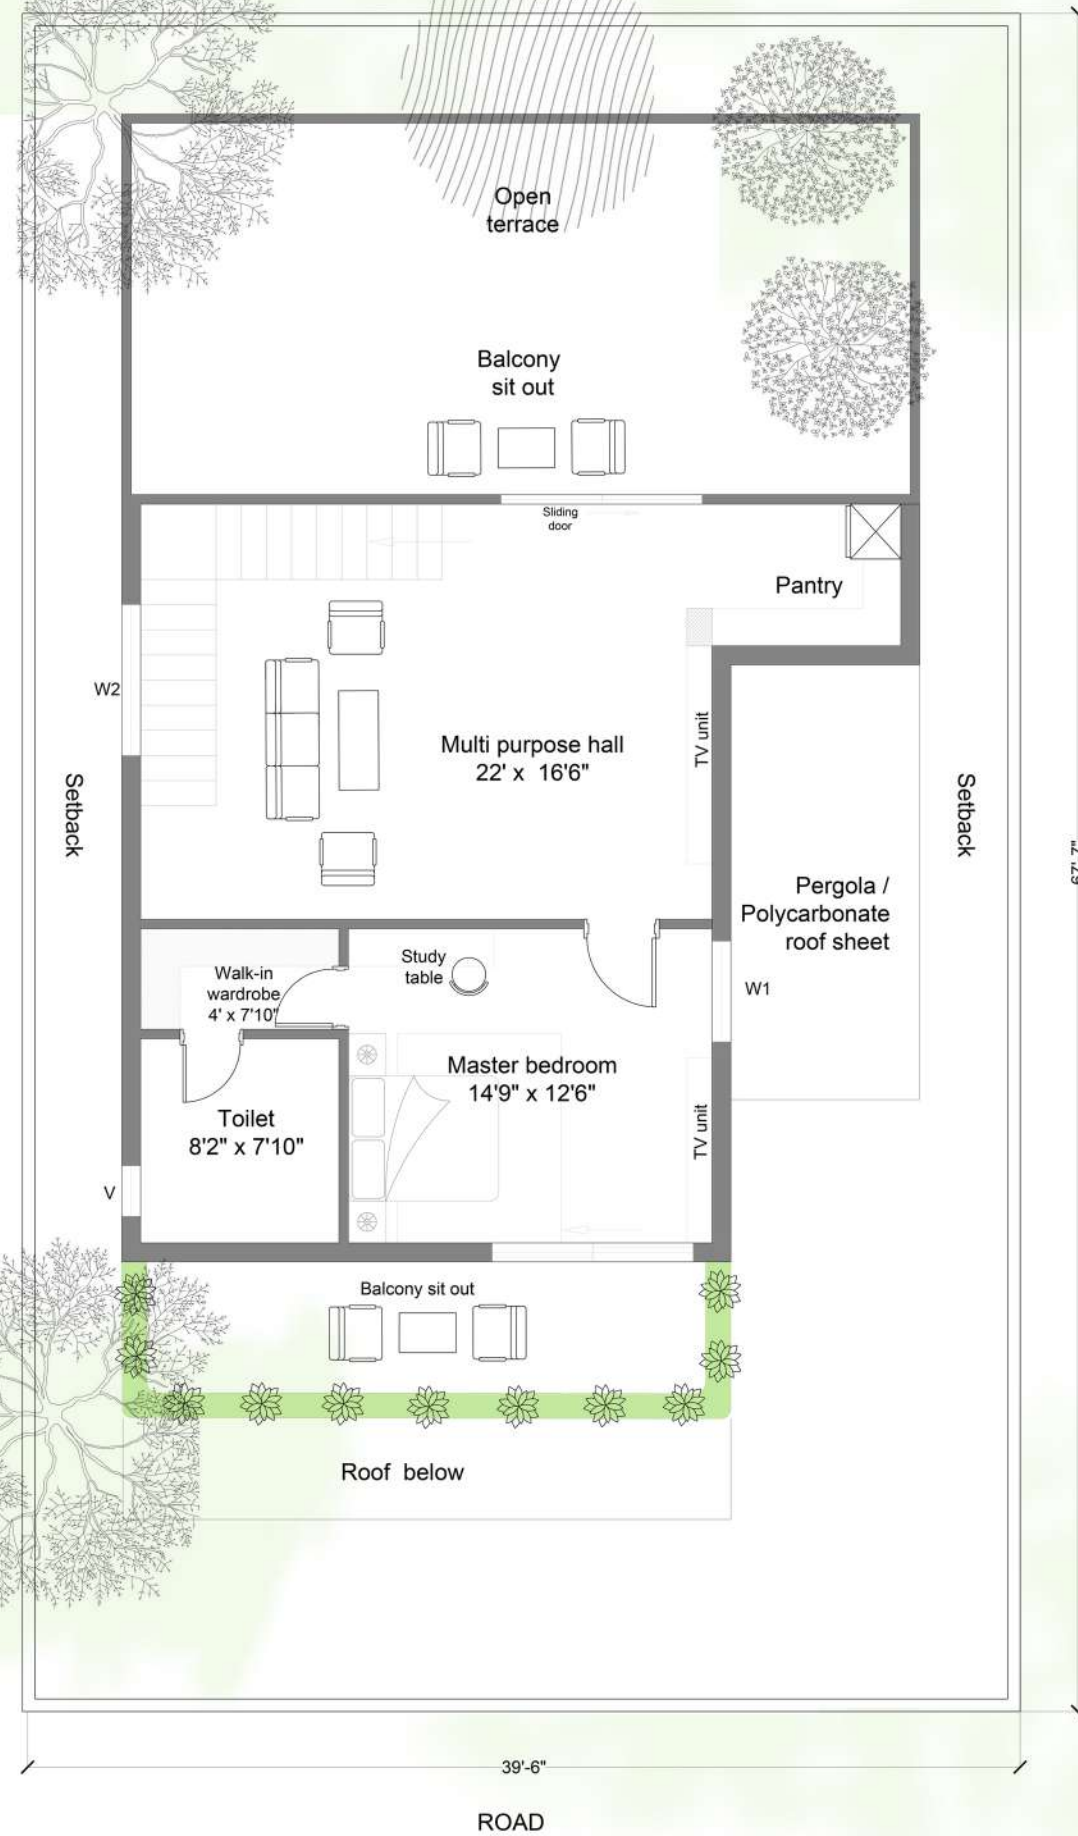 Open
terrace
Balcony
sit out
Sliding
door
Pantry
W2
TV unit
Multi purpose hall
22' x 16'6"
Setback
Setback
Pergola /
Polycarbonate
roof sheet
Study
table
Walk-in
wardrobe
4' x 7'10"
W1
Master bedroom
14'9" x 12'6"
TV unit
Toilet
8'2" x 7'10"
V
Balcony sit out
Roof below
39'-6"
ROAD